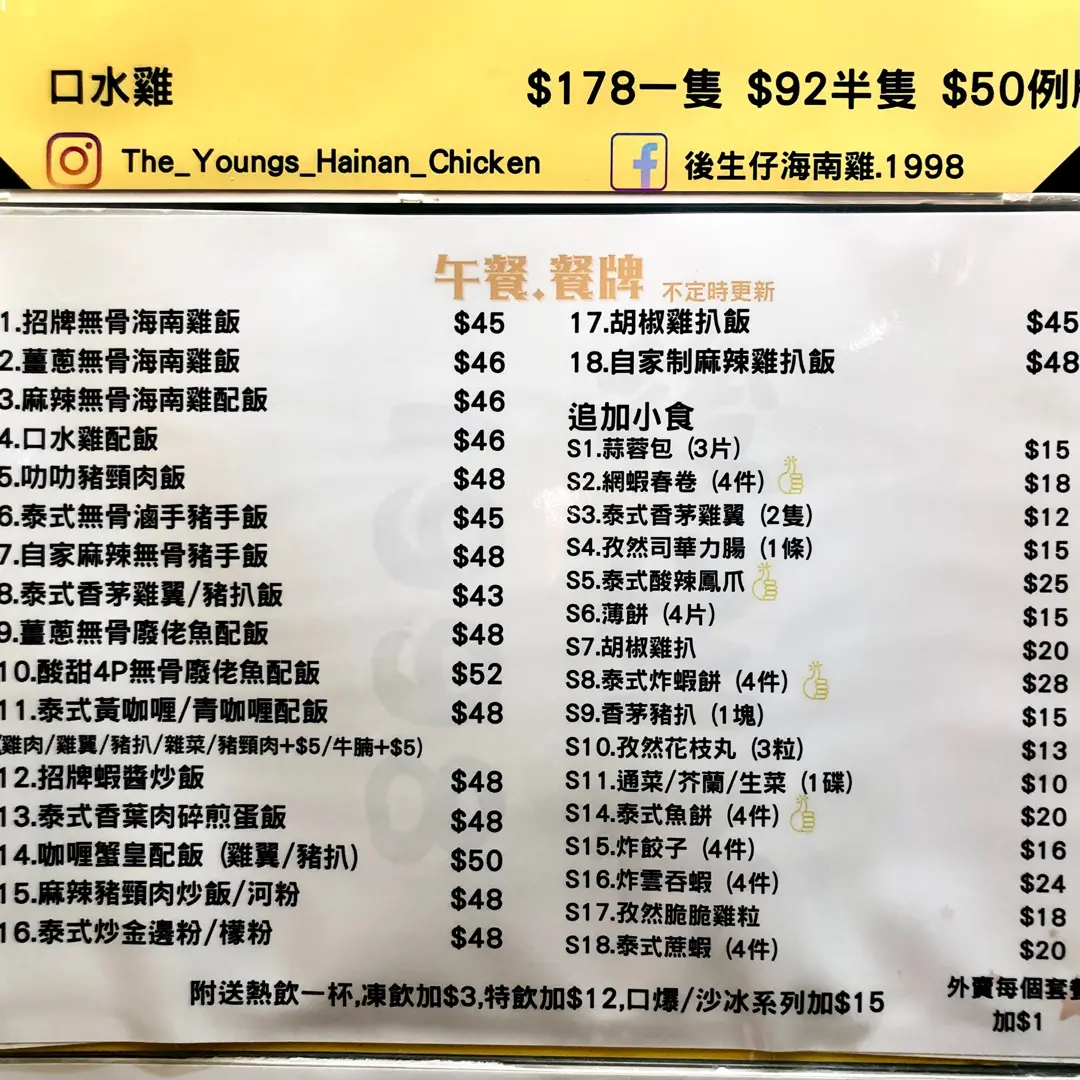 口水雞 $178一隻 $92半隻 $50例
The_Youngs_Hainan_Chicken 後生仔海南雞.1998
午餐.餐牌 不定時更新
1.招牌無骨海南雞飯 $45
2.薑蔥無骨海南雞飯 $46
3.麻辣無骨海南雞配飯 $46
4.口水雞配飯 $46
5.叻叻豬頸肉飯 $48
6.泰式無骨滷手豬手飯 $45
7.自家麻辣無骨豬手飯 $48
8.泰式香茅雞翼/豬扒飯 $43
9.薑蔥無骨廢佬魚配飯 $48
10.酸甜4P無骨廢佬魚配飯 $52
11.泰式黃咖喱/青咖喱配飯 $48
(雞肉/雞翼/豬扒/雜菜/豬頸肉+$5/牛腩+$5)
12.招牌蝦醬炒飯 $48
13.泰式香葉肉碎煎蛋飯 $48
14.咖喱蟹皇配飯 (雞翼/豬扒) $50
15.麻辣豬頸肉炒飯/河粉 $48
16.泰式炒金邊粉/檬粉 $48
17.胡椒雞扒飯 $45
18.自家制麻辣雞扒飯 $48
追加小食
S1.蒜蓉包 (3片) $15
S2.網蝦春卷 (4件) $18
S3.泰式香茅雞翼 (2隻) $12
S4.孜然司華力腸 (1條) $15
S5.泰式酸辣鳳爪 $25
S6.薄餅 (4片) $15
S7.胡椒雞扒 $20
S8.泰式炸蝦餅 (4件) $28
S9.香茅豬扒 (1塊) $15
S10.孜然花枝丸 (3粒) $13
S11.通菜/芥蘭/生菜 (1碟) $10
S14.泰式魚餅 (4件) $20
S15.炸餃子 (4件) $16
S16.炸雲吞蝦 (4件) $24
S17.孜然脆脆雞粒 $18
S18.泰式蔗蝦 (4件) $20
附送熱飲一杯,凍飲加$3,特飲加$12,口爆/沙冰系列加$15
外賣每個套餐
加$1